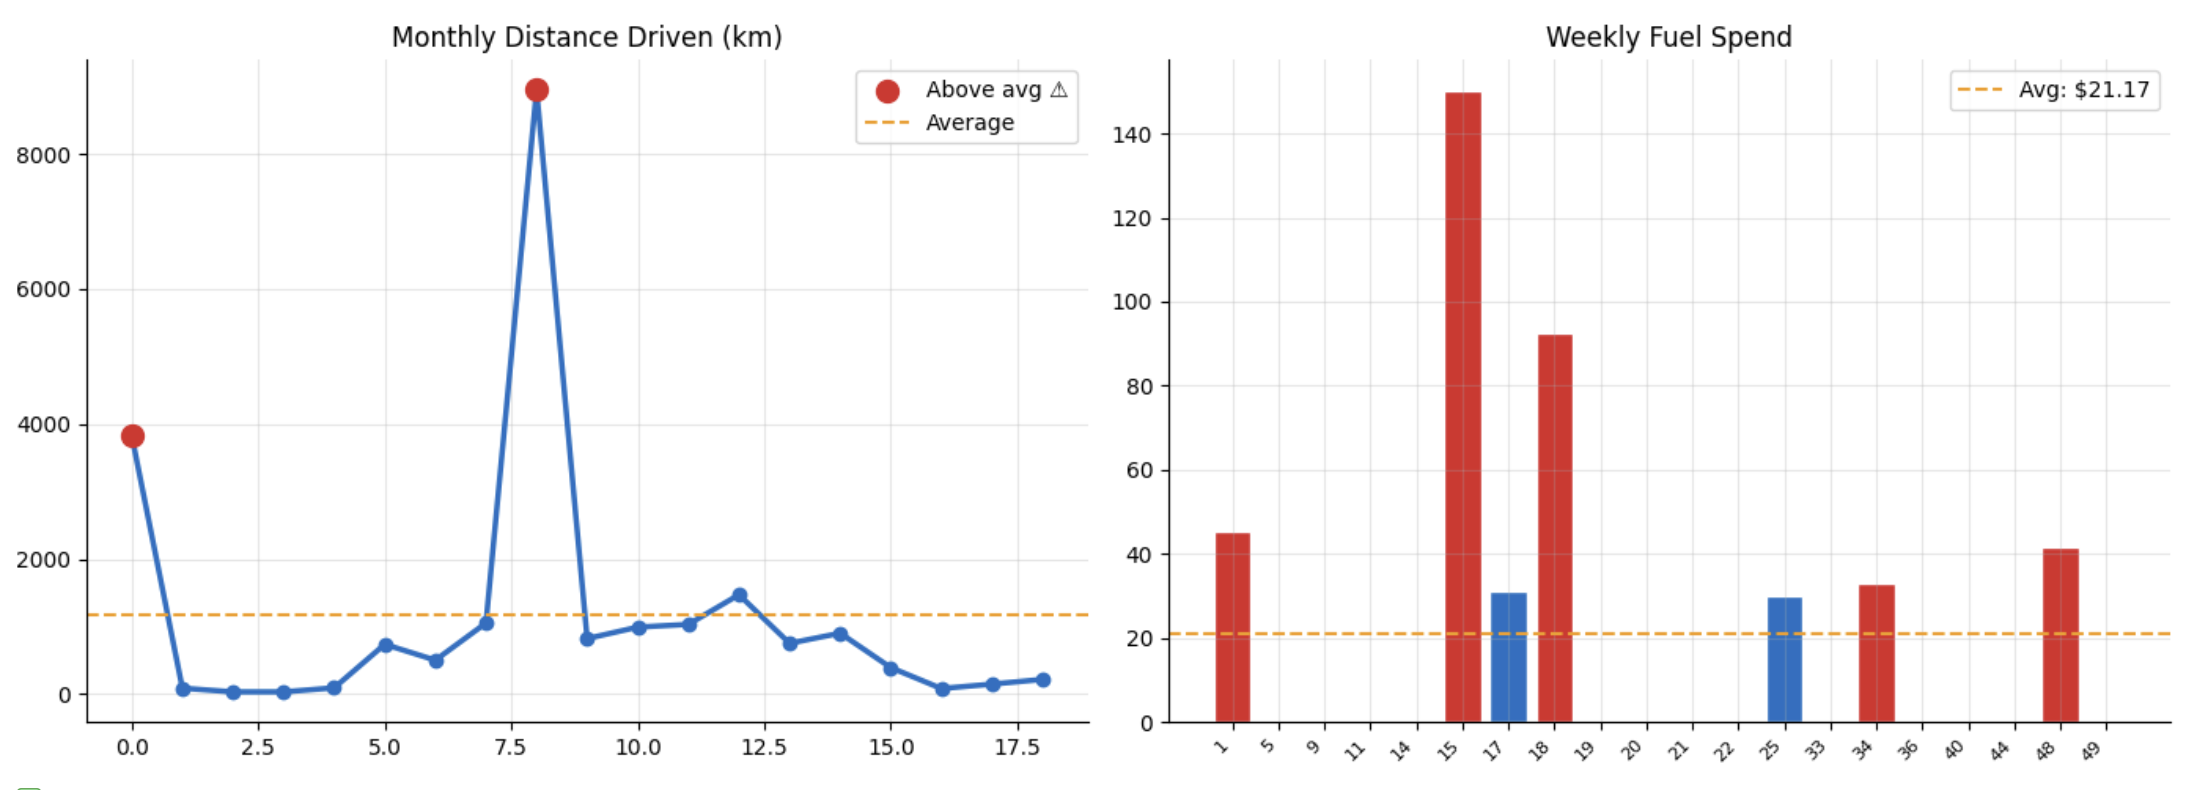 Monthly Distance Driven (km)
Above avg ⚠
Average
8000
6000
4000
2000
0
0.0 2.5 5.0 7.5 10.0 12.5 15.0 17.5
Weekly Fuel Spend
Avg: $21.17
140
120
100
80
60
40
20
0
1 5 9 11 14 15 17 18 19 20 21 22 25 33 34 36 40 44 48 49